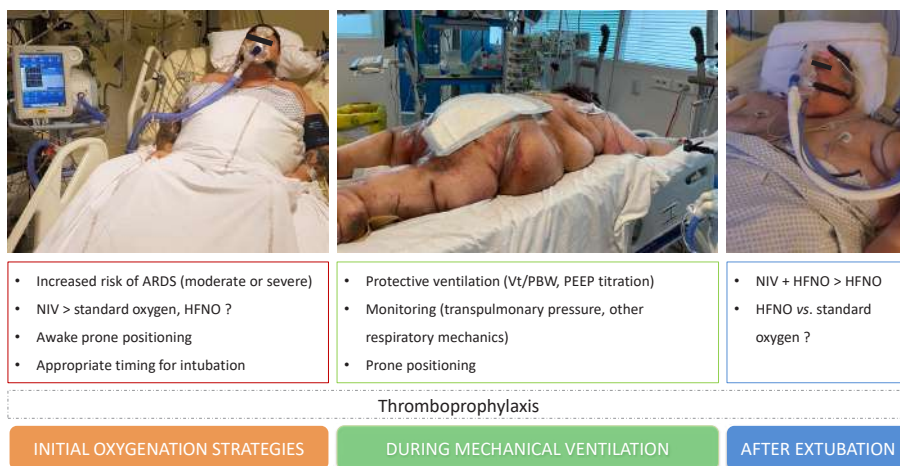 • Increased risk of ARDS (moderate or severe)
• NIV > standard oxygen, HFNO ?
• Awake prone positioning
• Appropriate timing for intubation
• Protective ventilation (Vt/PBW, PEEP titration)
• Monitoring (transpulmonary pressure, other
respiratory mechanics)
• Prone positioning
• NIV + HFNO > HFNO
• HFNO vs. standard
oxygen ?
Thromboprophylaxis
INITIAL OXYGENATION STRATEGIES
DURING MECHANICAL VENTILATION
AFTER EXTUBATION